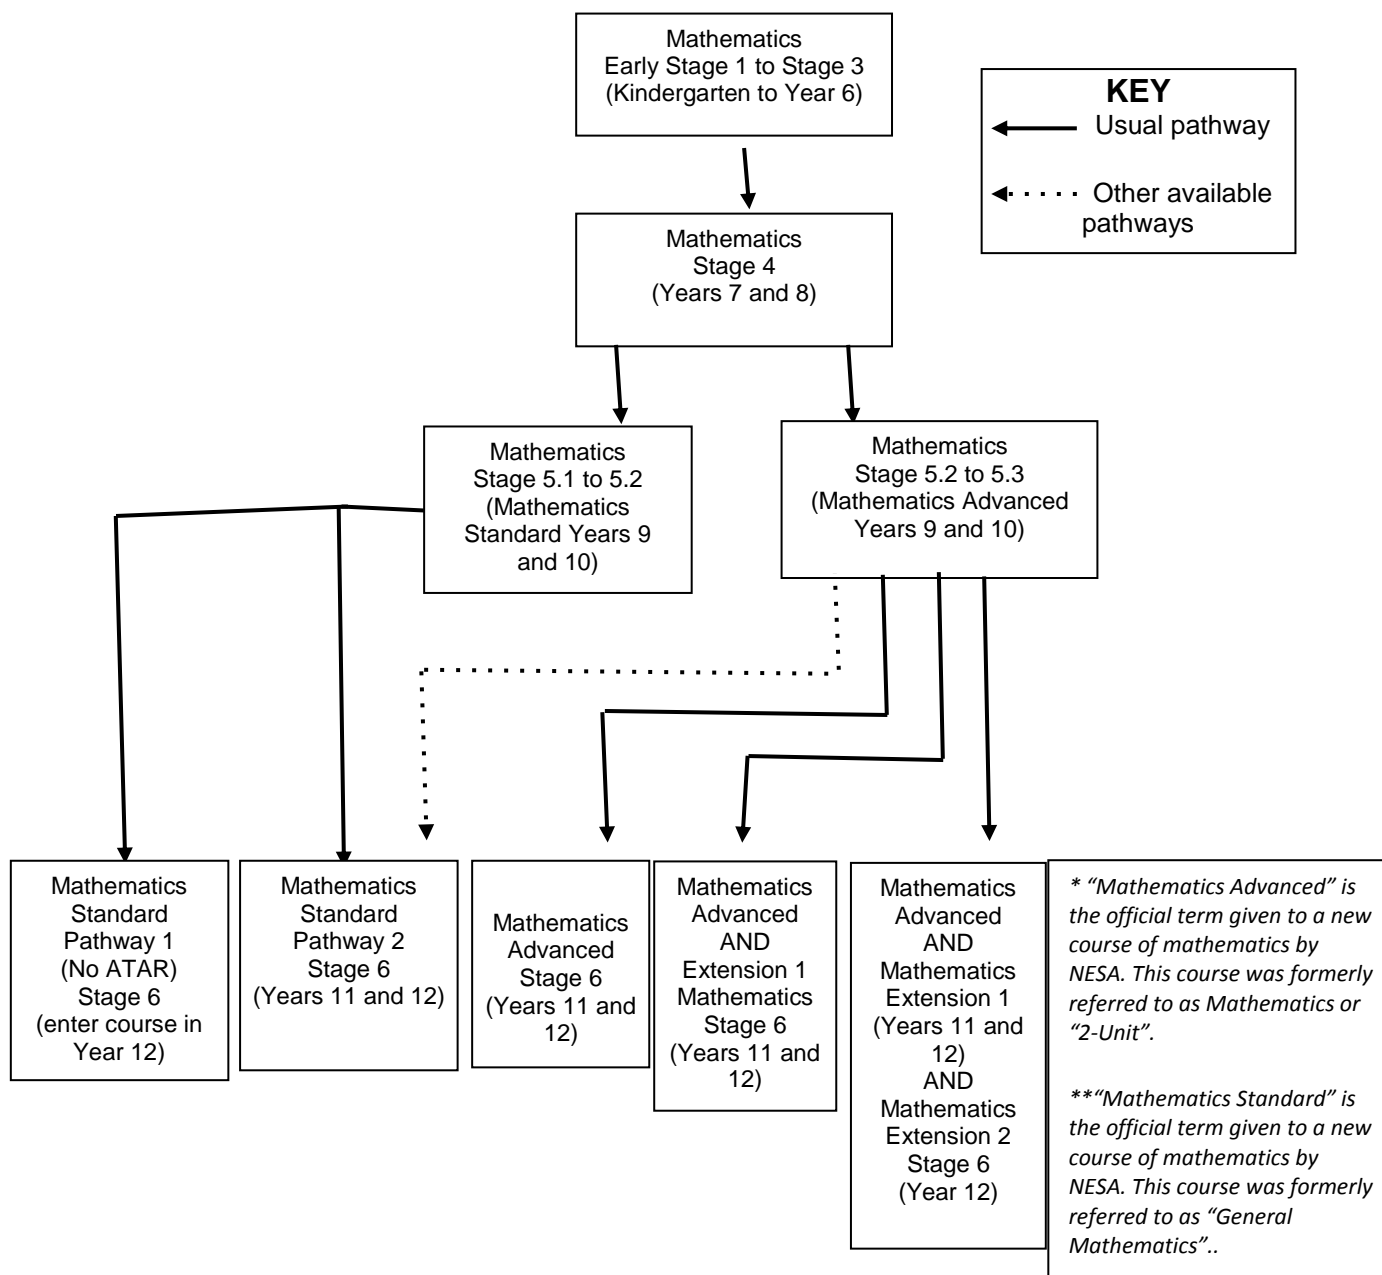 Mathematics
Early Stage 1 to Stage 3
(Kindergarten to Year 6)
KEY
Usual pathway
Other available
pathways
Mathematics
Stage 4
(Years 7 and 8)
Mathematics
Stage 5.1 to 5.2
(Mathematics
Standard Years 9
and 10)
Mathematics
Stage 5.2 to 5.3
(Mathematics Advanced
Years 9 and 10)
Mathematics
Standard
Pathway 1
(No ATAR)
Stage 6
(enter course in
Year 12)
Mathematics
Standard
Pathway 2
Stage 6
(Years 11 and 12)
Mathematics
Advanced
Stage 6
(Years 11 and
12)
Mathematics
Advanced
AND
Extension 1
Mathematics
Stage 6
(Years 11 and
12)
Mathematics
Advanced
AND
Mathematics
Extension 1
(Years 11 and
12)
AND
Mathematics
Extension 2
Stage 6
(Year 12)
* “Mathematics Advanced” is
the official term given to a new
course of mathematics by
NESA. This course was formerly
referred to as Mathematics or
“2-Unit”.
**“Mathematics Standard” is
the official term given to a new
course of mathematics by
NESA. This course was formerly
referred to as “General
Mathematics”..